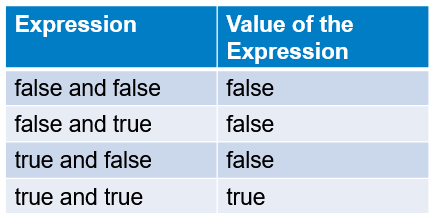 Expression Value of the
Expression
false and false false
false and true false
true and false false
true and true true